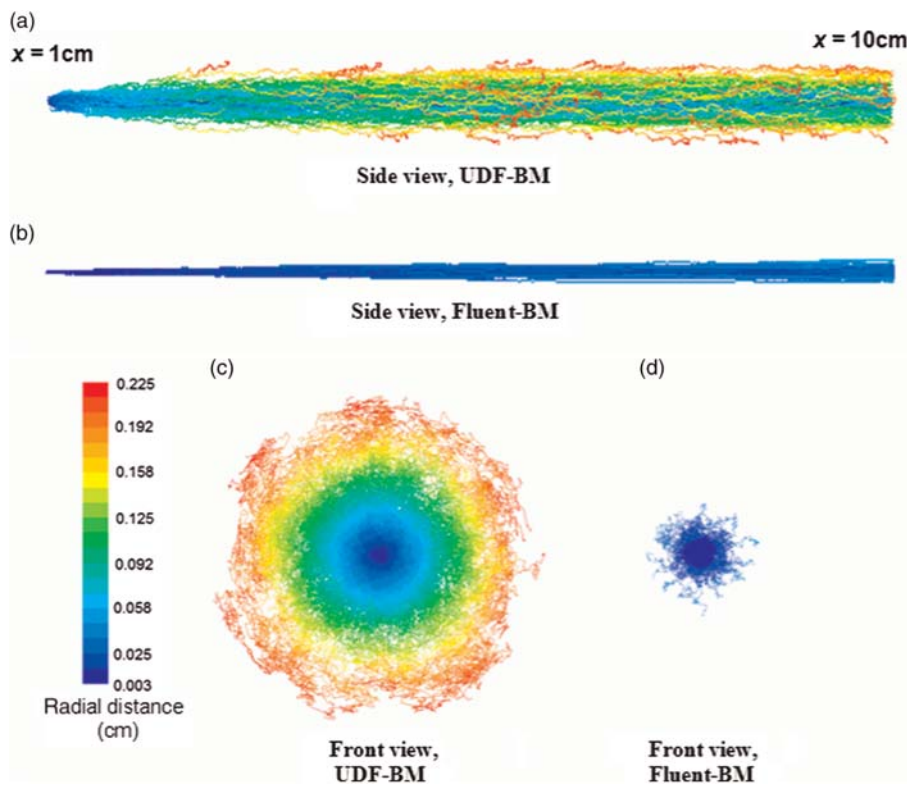 (a)
x = 1cm
x = 10cm
Side view, UDF-BM
(b)
Side view, Fluent-BM
(c)
(d)
0.225
0.192
0.158
0.125
0.092
0.058
0.025
0.003
Radial distance
(cm)
Front view,
UDF-BM
Front view,
Fluent-BM